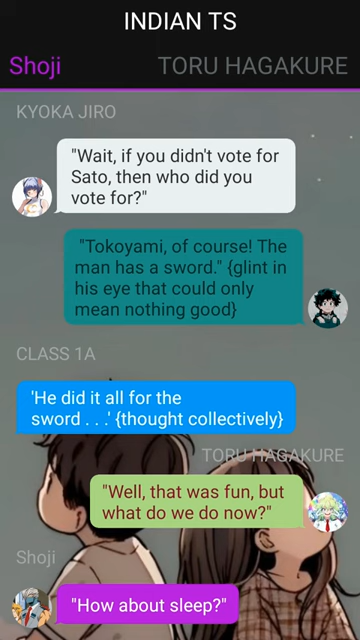 INDIAN TS
Shoji TORU HAGAKURE
KYOKA JIRO
"Wait, if you didn't vote for
Sato, then who did you
vote for?"
"Tokoyami, of course! The
man has a sword." {glint in
his eye that could only
mean nothing good}
CLASS 1A
'He did it all for the
sword . . .' {thought collectively}
TORU HAGAKURE
"Well, that was fun, but
what do we do now?"
Shoji
"How about sleep?"